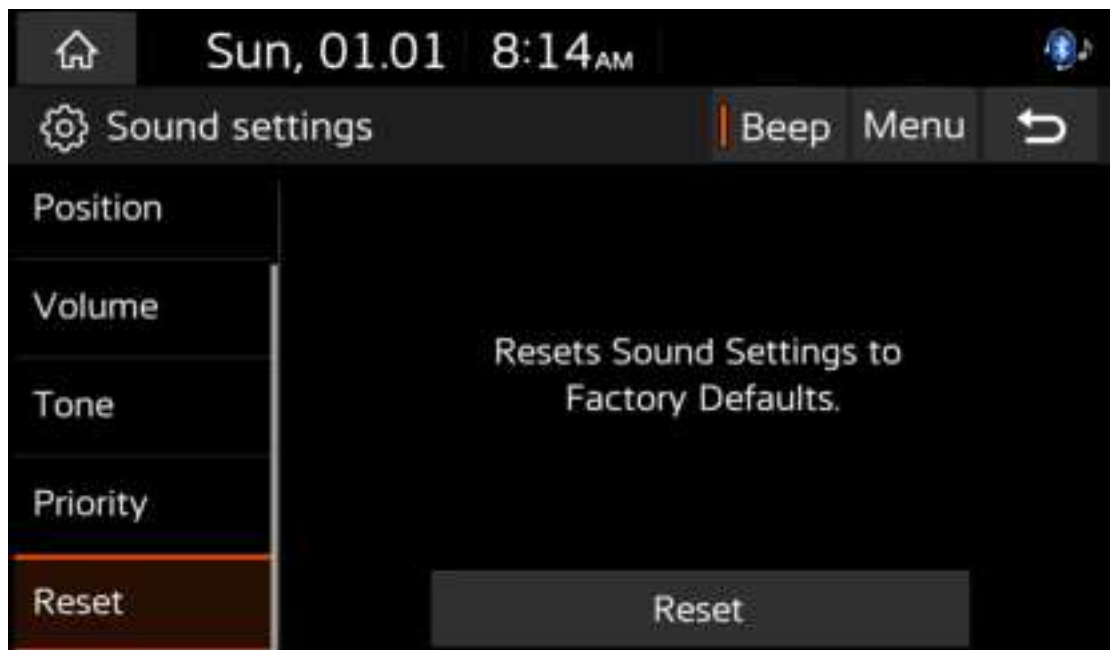 Sun, 01.01 8:14AM
Sound settings Beep Menu
Position
Volume
Tone
Priority
Reset
Resets Sound Settings to
Factory Defaults.
Reset